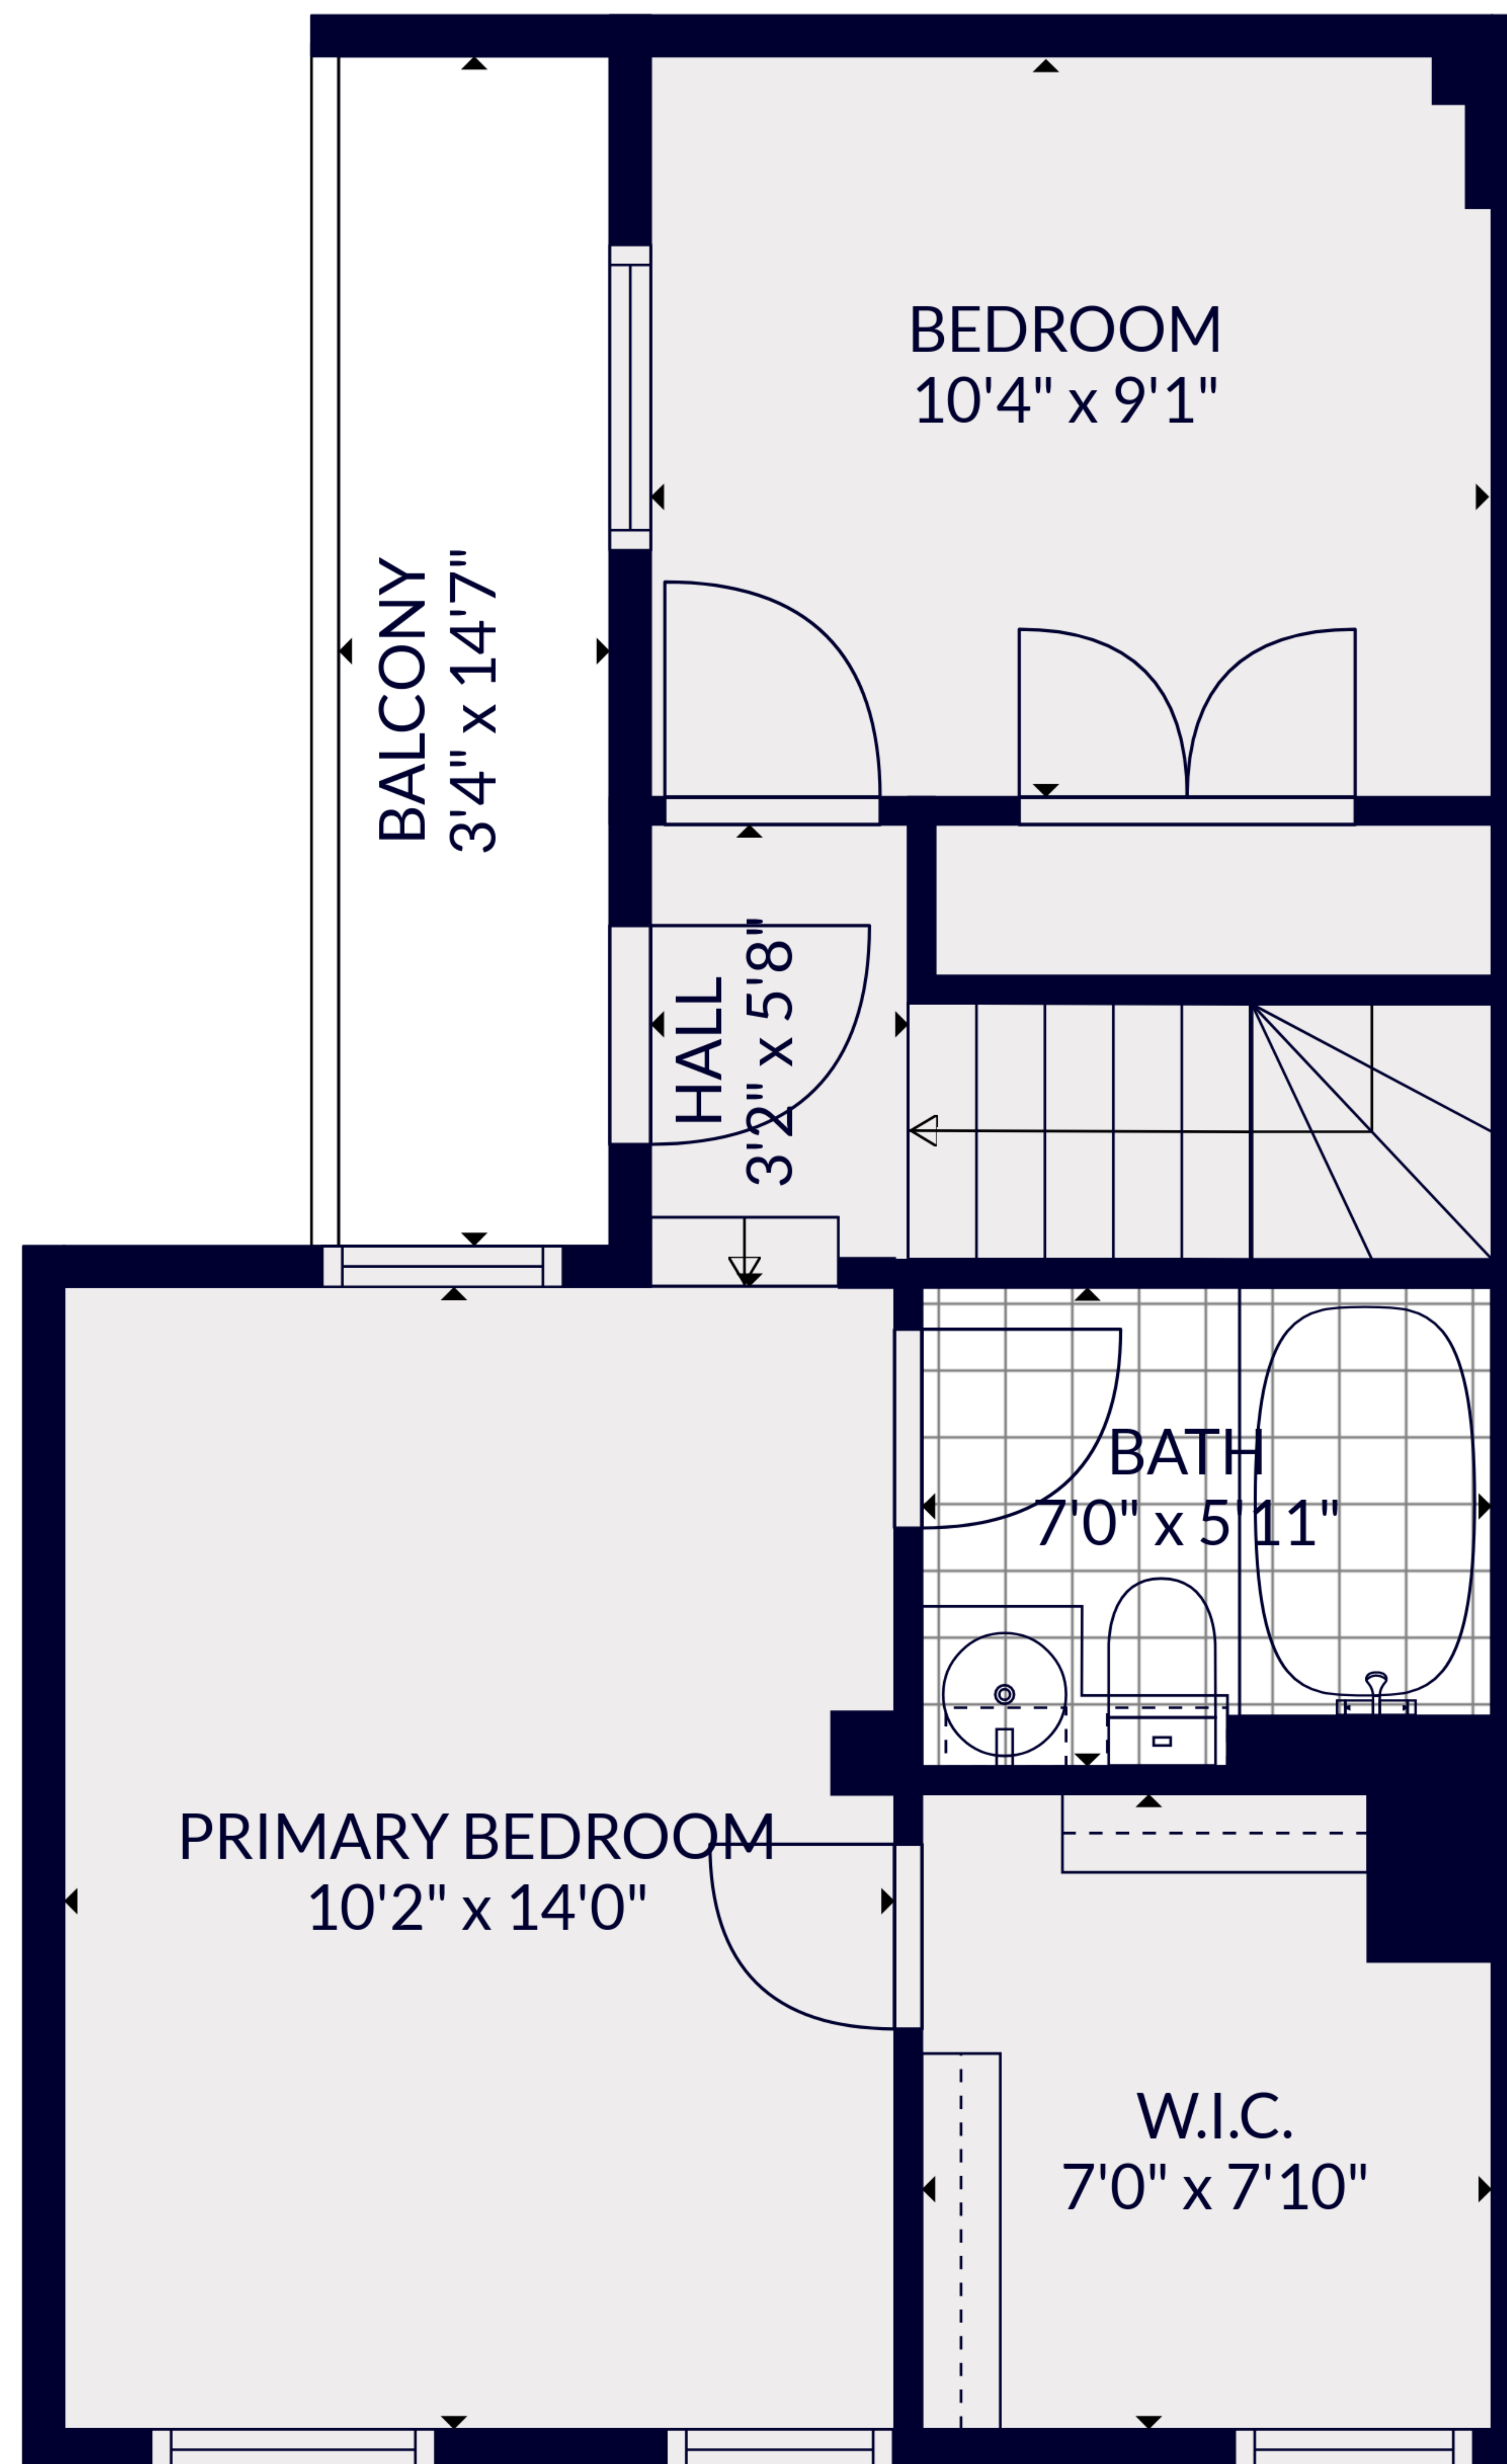 BEDROOM
10'4" x 9'1"
BALCONY
3'4" x 14'7"
HALL
3'2" x 5'8"
BATH
7'0" x 5'11"
PRIMARY BEDROOM
10'2" x 14'0"
W.I.C.
7'0" x 7'10"